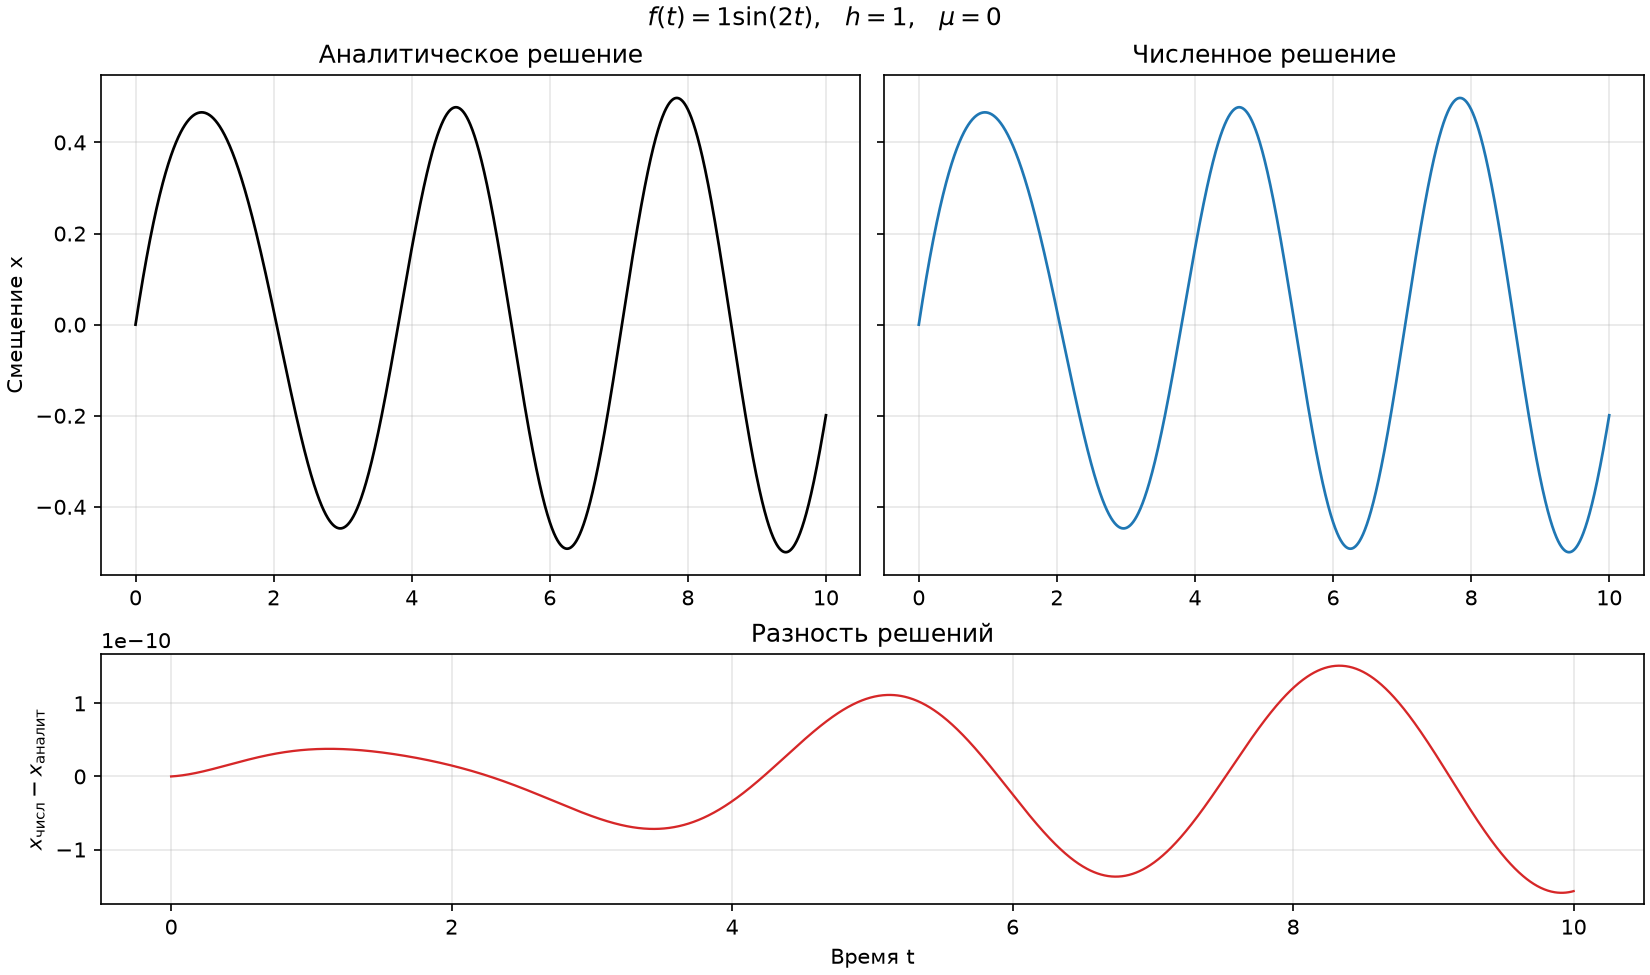 f(t) = 1sin(2t), h = 1, μ = 0
Аналитическое решение
Численное решение
Смещение x
0.4
0.2
0.0
−0.2
−0.4
0 2 4 6 8 10
0 2 4 6 8 10
Разность решений
1e−10
xчисл − xаналит
1
0
−1
0 2 4 6 8 10
Время t